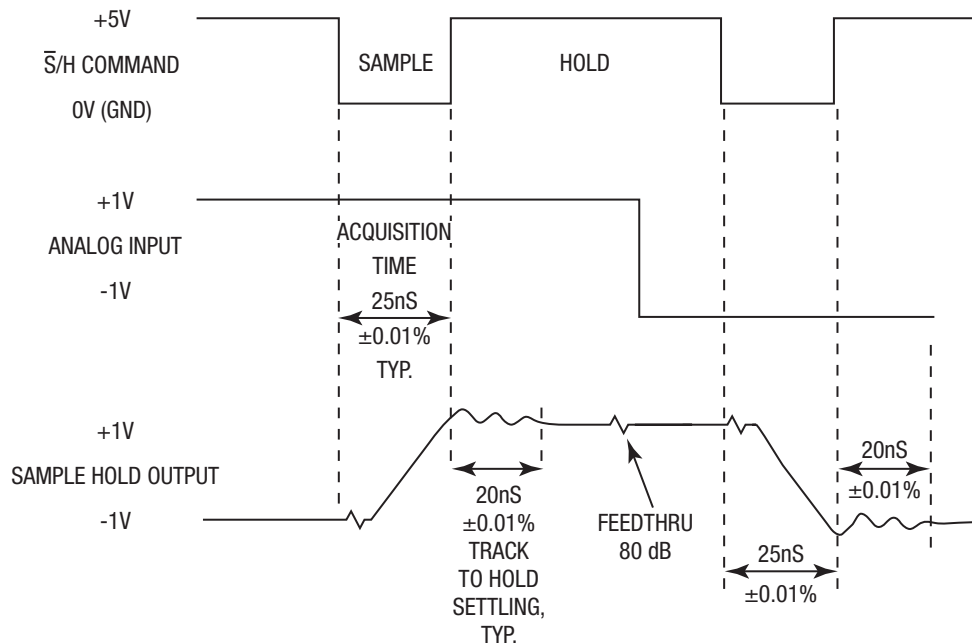 +5V
S̅/H COMMAND
0V (GND)
SAMPLE
HOLD
+1V
ANALOG INPUT
-1V
ACQUISITION
TIME
25nS
±0.01%
TYP.
+1V
SAMPLE HOLD OUTPUT
-1V
20nS
±0.01%
TRACK
TO HOLD
SETTLING,
TYP.
FEEDTHRU
80 dB
25nS
±0.01%
20nS
±0.01%